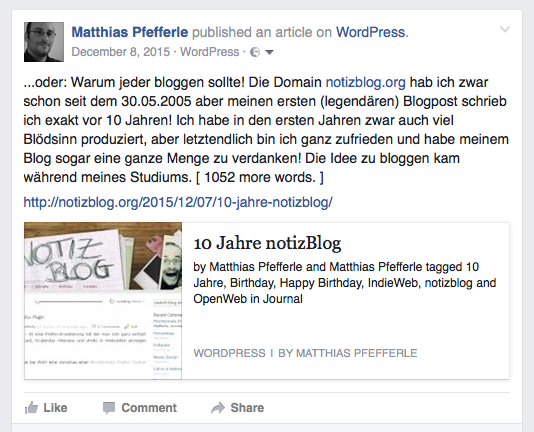 Matthias Pfefferle published an article on WordPress.
December 8, 2015 · WordPress ·
...oder: Warum jeder bloggen sollte! Die Domain notizblog.org hab ich zwar
schon seit dem 30.05.2005 aber meinen ersten (legendären) Blogpost schrieb
ich exakt vor 10 Jahren! Ich habe in den ersten Jahren zwar auch viel
Blödsinn produziert, aber letztendlich bin ich ganz zufrieden und habe meinem
Blog sogar eine ganze Menge zu verdanken! Die Idee zu bloggen kam
während meines Studiums. [ 1052 more words. ]
http://notizblog.org/2015/12/07/10-jahre-notizblog/
NOTIZ
BLOG
10 Jahre notizBlog
by Matthias Pfefferle and Matthias Pfefferle tagged 10
Jahre, Birthday, Happy Birthday, IndieWeb, notizblog and
OpenWeb in Journal
WORDPRESS | BY MATTHIAS PFEFFERLE
Like Comment Share